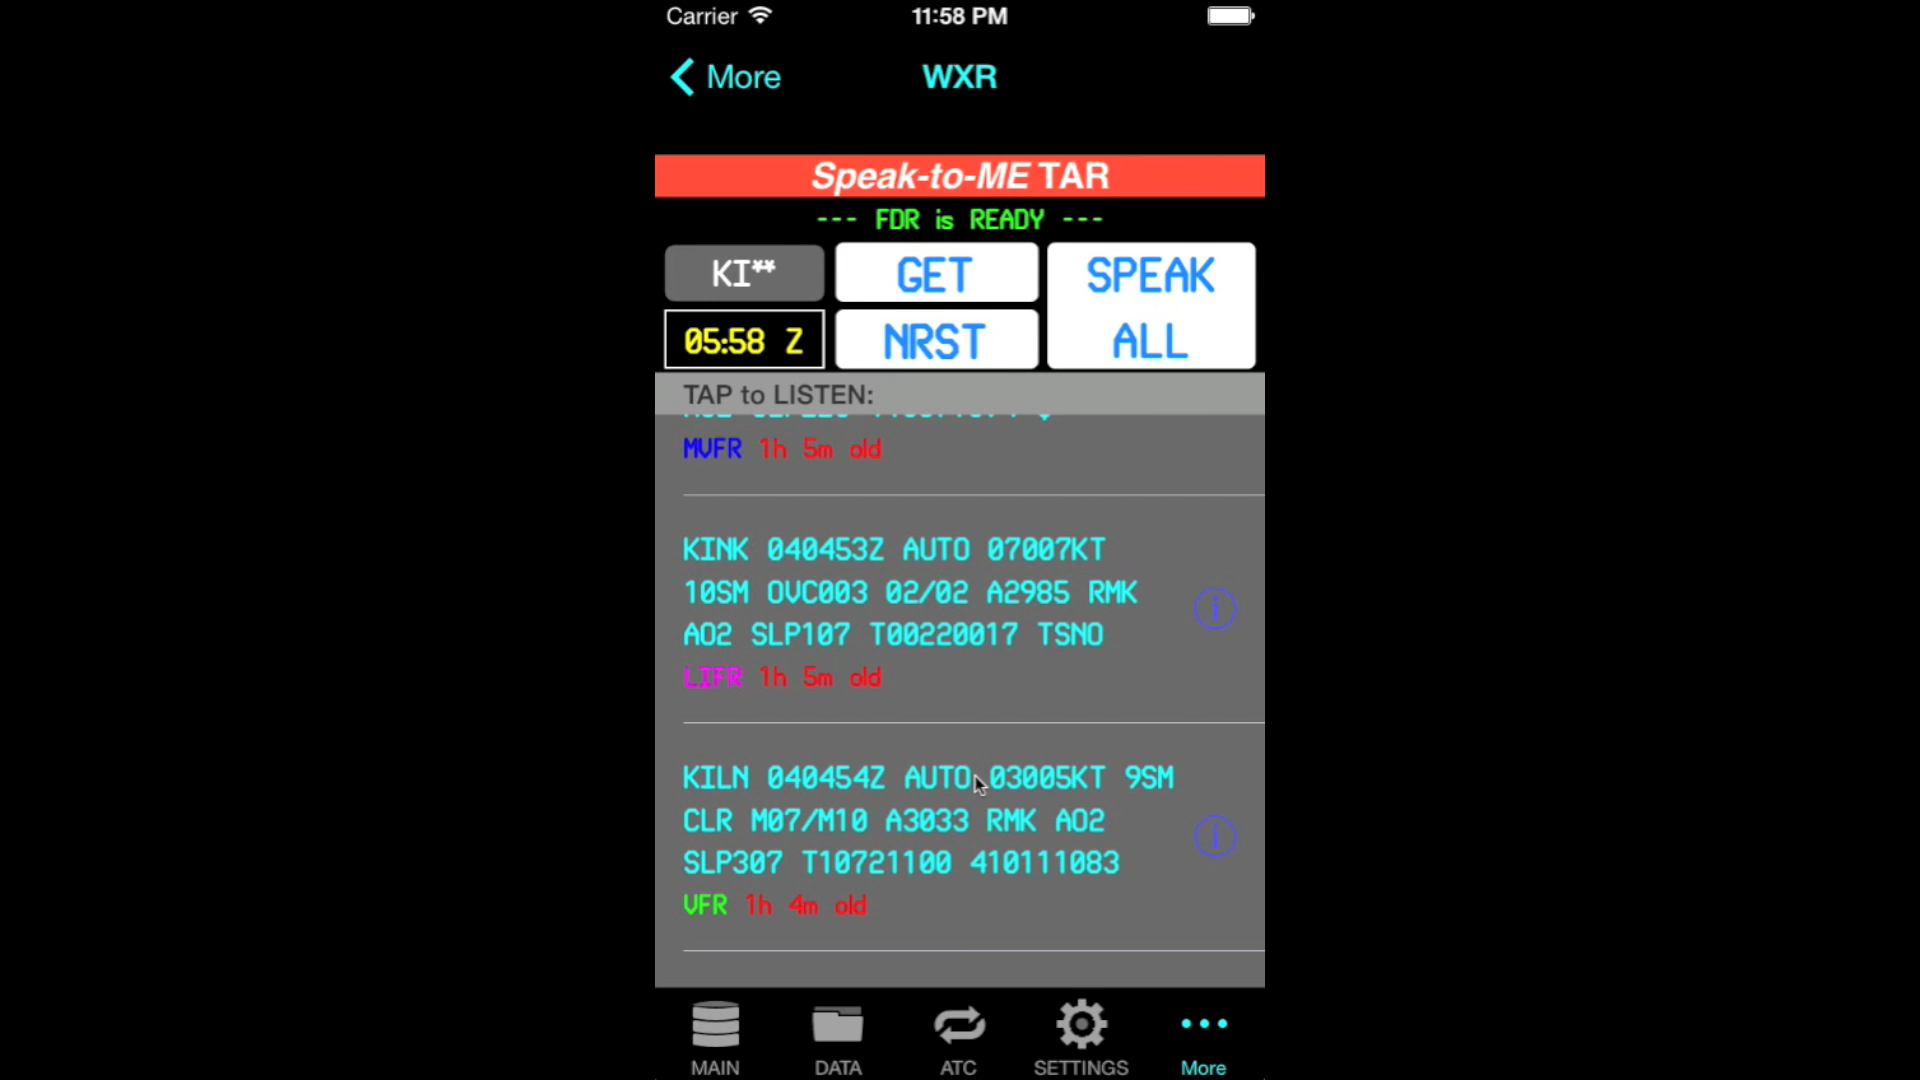 Carrier 11:58 PM
More WXR
Speak-to-ME TAR
--- FDR is READY ---
KI** GET SPEAK
05:58 Z NRST ALL
TAP to LISTEN:
MVFR 1h 5m old
KINK 040453Z AUTO 07007KT
10SM OVC003 02/02 A2985 RMK
AO2 SLP107 T00220017 TSNO
LIFR 1h 5m old
KILN 040454Z AUTO 03005KT 9SM
CLR M07/M10 A3033 RMK AO2
SLP307 T10721100 410111083
VFR 1h 4m old
MAIN DATA ATC SETTINGS More